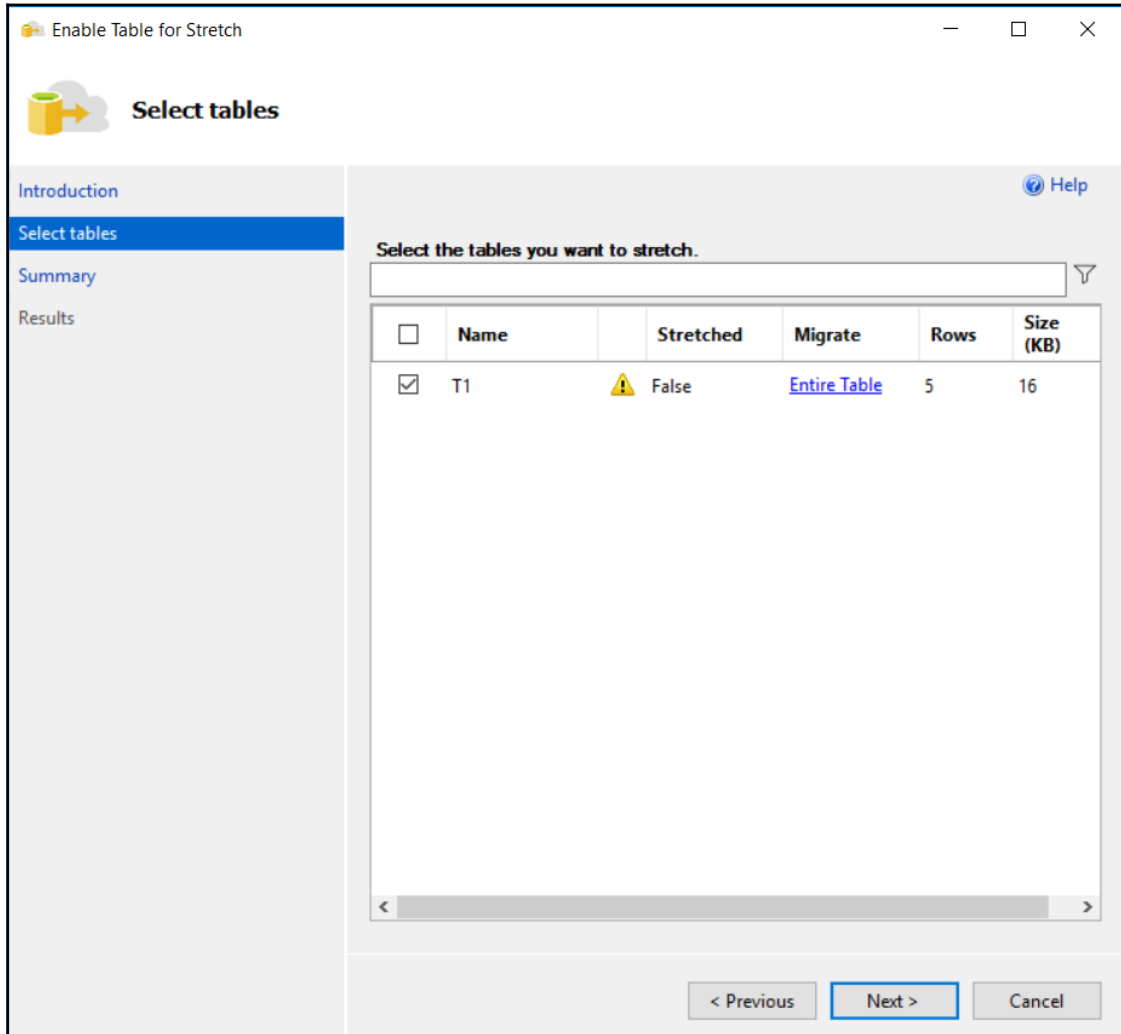 Enable Table for Stretch
Select tables
Introduction
Select tables
Summary
Results
Help
Select the tables you want to stretch.
Name Stretched Migrate Rows Size (KB)
T1 False Entire Table 5 16
< Previous Next > Cancel